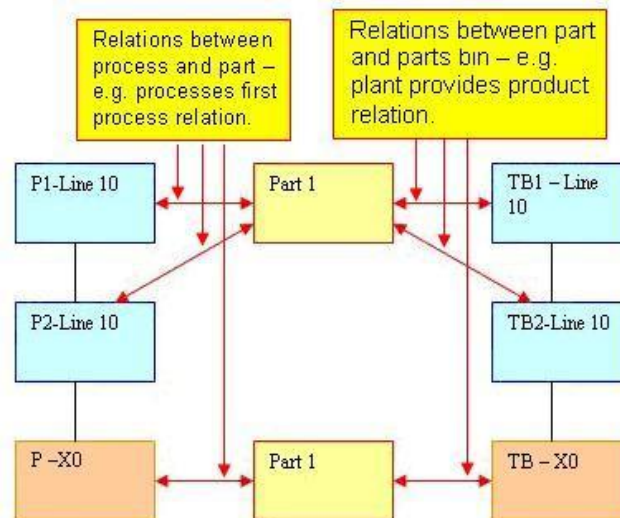 Relations between
process and part –
e.g. processes first
process relation.
Relations between part
and parts bin – e.g.
plant provides product
relation.
P1-Line 10
Part 1
TB1 – Line
10
P2-Line 10
TB2-Line 10
P –X0
Part 1
TB – X0